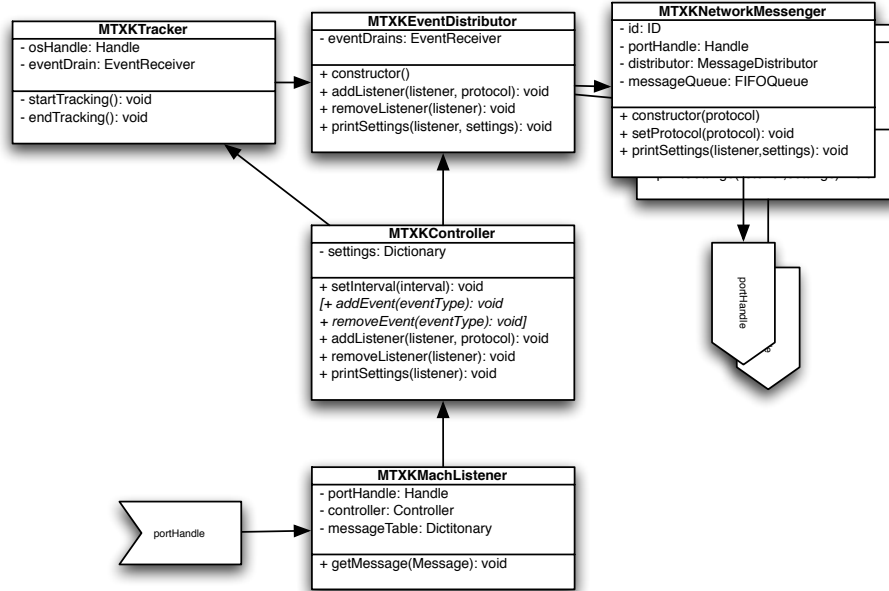 MTXKTracker
- osHandle: Handle
- eventDrain: EventReceiver
- startTracking(): void
- endTracking(): void
MTXKEventDistributor
- eventDrains: EventReceiver
+ constructor()
+ addListener(listener, protocol): void
+ removeListener(listener): void
+ printSettings(listener, settings): void
MTXKNetworkMessenger
- id: ID
- portHandle: Handle
- distributor: MessageDistributor
- messageQueue: FIFOQueue
+ constructor(protocol)
+ setProtocol(protocol): void
+ printSettings(listener,settings): void
portHandle
MTXKController
- settings: Dictionary
+ setInterval(interval): void
[+ addEvent(eventType): void
+ removeEvent(eventType): void]
+ addListener(listener, protocol): void
+ removeListener(listener): void
+ printSettings(listener): void
MTXKMachListener
- portHandle: Handle
- controller: Controller
- messageTable: Dictitonary
+ getMessage(Message): void
portHandle